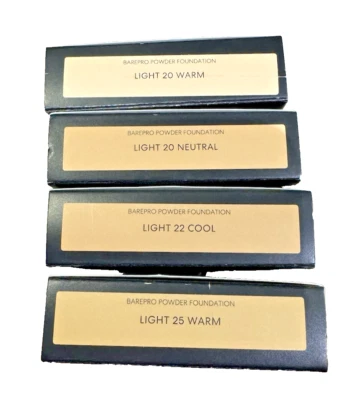 BAREPRO POWDER FOUNDATION
LIGHT 20 WARM
BAREPRO POWDER FOUNDATION
LIGHT 20 NEUTRAL
BAREPRO POWDER FOUNDATION
LIGHT 22 COOL
BAREPRO POWDER FOUNDATION
LIGHT 25 WARM